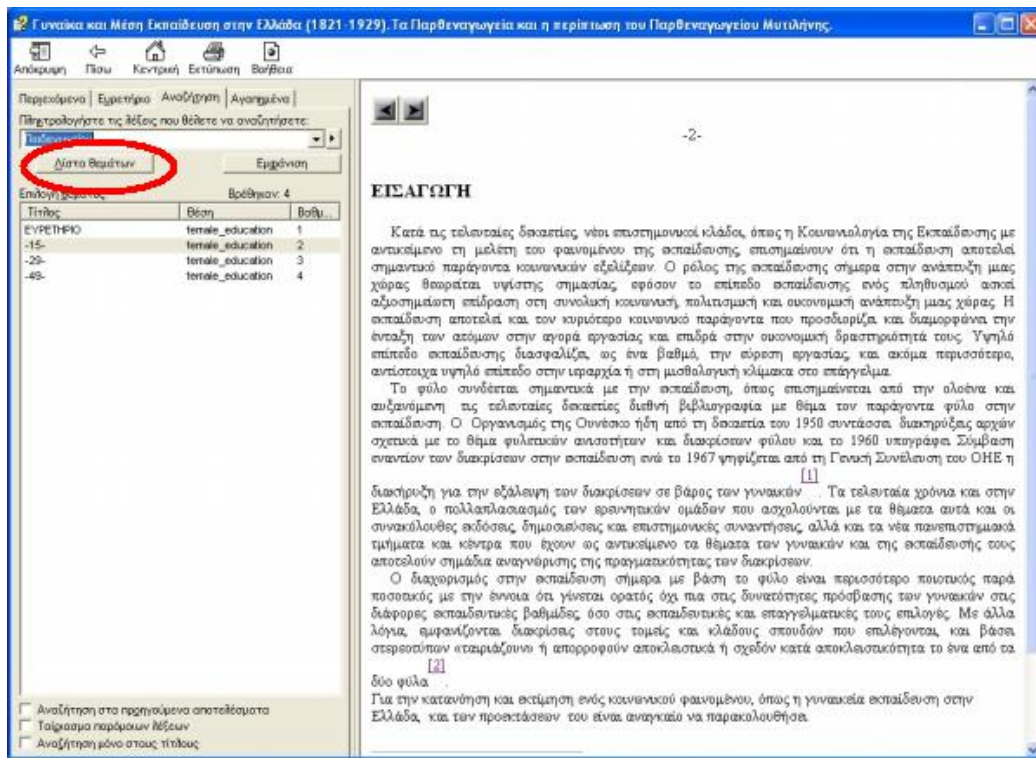 Γυναίκα και Μέση Εκπαίδευση στην Ελλάδα (1821-1929).Τα Παρθεναγωγεία και η περίπτωση του Παρθεναγωγείου Μυτιλήνης.
Απόκρυψη Πίσω Κεντρική Εκτύπωση Βοήθεια
Περιεχόμενα Ευρετήριο Αναζήτηση Αγαπημένα
Πληκτρολογήστε τις λέξεις που θέλετε να αναζητήσετε:
Λίστα θεμάτων Εμφάνιση
Επιλογή θέματος: Βρέθηκαν: 4
Τίτλος Θέση Βαθμ...
ΕΥΡΕΤΗΡΙΟ female_education 1
-15- female_education 2
-29- female_education 3
-49- female_education 4
Αναζήτηση στα προηγούμενα αποτελέσματα
Ταίριασμα παρόμοιων λέξεων
Αναζήτηση μόνο στους τίτλους
-2-
ΕΙΣΑΓΩΓΗ
Κατά τις τελευταίες δεκαετίες, νέοι επιστημονικοί κλάδοι, όπως η Κοινωνιολογία της Εκπαίδευσης με
αντικείμενο τη μελέτη του φαινομένου της εκπαίδευσης, επισημαίνουν ότι η εκπαίδευση αποτελεί
σημαντικό παράγοντα κοινωνικών εξελίξεων. Ο ρόλος της εκπαίδευσης σήμερα στην ανάπτυξη μιας
χώρας θεωρείται υψίστης σημασίας, εφόσον το επίπεδο εκπαίδευσης ενός πληθυσμού ασκεί
αξιοσημείωτη επίδραση στη συνολική κοινωνική, πολιτισμική και οικονομική ανάπτυξη μιας χώρας. Η
εκπαίδευση αποτελεί και τον κυριότερο κοινωνικό παράγοντα που προσδιορίζει και διαμορφώνει την
ένταξη των ατόμων στην αγορά εργασίας και επιδρά στην οικονομική δραστηριότητά τους. Υψηλό
επίπεδο εκπαίδευσης διασφαλίζει, ως ένα βαθμό, την εύρεση εργασίας, και ακόμα περισσότερο,
αντίστοιχα υψηλό επίπεδο στην ιεραρχία ή στη μισθολογική κλίμακα στο επάγγελμα.
Το φύλο συνδέεται σημαντικά με την εκπαίδευση, όπως επισημαίνεται από την ολοένα και
αυξανόμενη τις τελευταίες δεκαετίες διεθνή βιβλιογραφία με θέμα τον παράγοντα φύλο στην
εκπαίδευση. Ο Οργανισμός της Ουνέσκο ήδη από τη δεκαετία του 1950 συντάσσει διακηρύξεις αρχών
σχετικά με το θέμα φυλετικών ανισοτήτων και διακρίσεων φύλου και το 1960 υπογράφει Σύμβαση
εναντίον των διακρίσεων στην εκπαίδευση ενώ το 1967 ψηφίζεται από τη Γενική Συνέλευση του ΟΗΕ η
διακήρυξη για την εξάλειψη των διακρίσεων σε βάρος των γυναικών [1]. Τα τελευταία χρόνια και στην
Ελλάδα, ο πολλαπλασιασμός των ερευνητικών ομάδων που ασχολούνται με τα θέματα αυτά και οι
συνακόλουθες εκδόσεις, δημοσιεύσεις και επιστημονικές συναντήσεις, αλλά και τα νέα πανεπιστημιακά
τμήματα και κέντρα που έχουν ως αντικείμενο τα θέματα των γυναικών και της εκπαίδευσής τους
αποτελούν σημάδια αναγνώρισης της πραγματικότητας των διακρίσεων.
Ο διαχωρισμός στην εκπαίδευση σήμερα με βάση το φύλο είναι περισσότερο ποιοτικός παρά
ποσοτικός με την έννοια ότι γίνεται ορατός όχι πια στις δυνατότητες πρόσβασης των γυναικών στις
διάφορες εκπαιδευτικές βαθμίδες, όσο στις εκπαιδευτικές και επαγγελματικές τους επιλογές. Με άλλα
λόγια, εμφανίζονται διακρίσεις στους τομείς και κλάδους σπουδών που επιλέγονται, και βάσει
στερεοτύπων «ταιριάζουν» ή απορροφούν αποκλειστικά ή σχεδόν κατά αποκλειστικότητα το ένα από τα
δύο φύλα [2].
Για την κατανόηση και εκτίμηση ενός κοινωνικού φαινομένου, όπως η γυναικεία εκπαίδευση στην
Ελλάδα, και των προεκτάσεων του είναι αναγκαίο να παρακολουθήσει